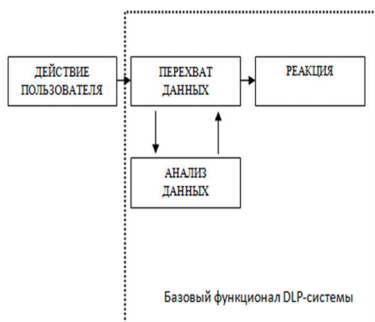 ДЕЙСТВИЕ
ПОЛЬЗОВАТЕЛЯ
ПЕРЕХВАТ
ДАННЫХ
РЕАКЦИЯ
АНАЛИЗ
ДАННЫХ
Базовый функционал DLP-системы